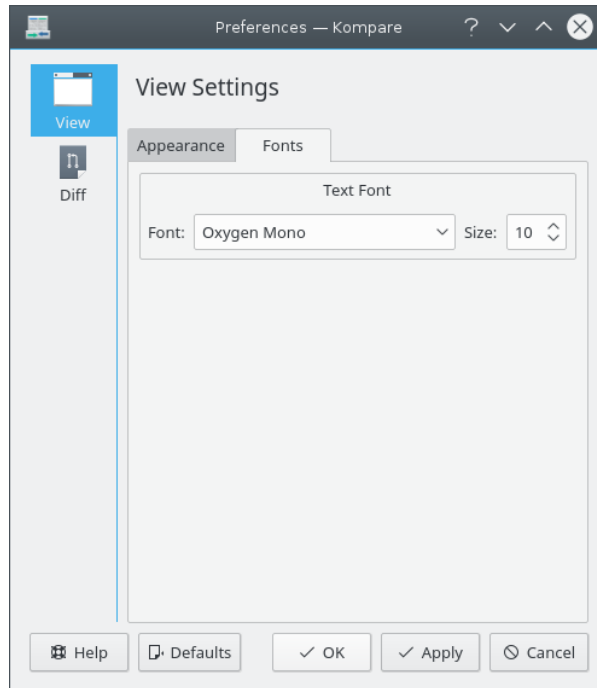 Preferences — Kompare
View
Diff
View Settings
Appearance Fonts
Text Font
Font: Oxygen Mono Size: 10
Help Defaults OK Apply Cancel